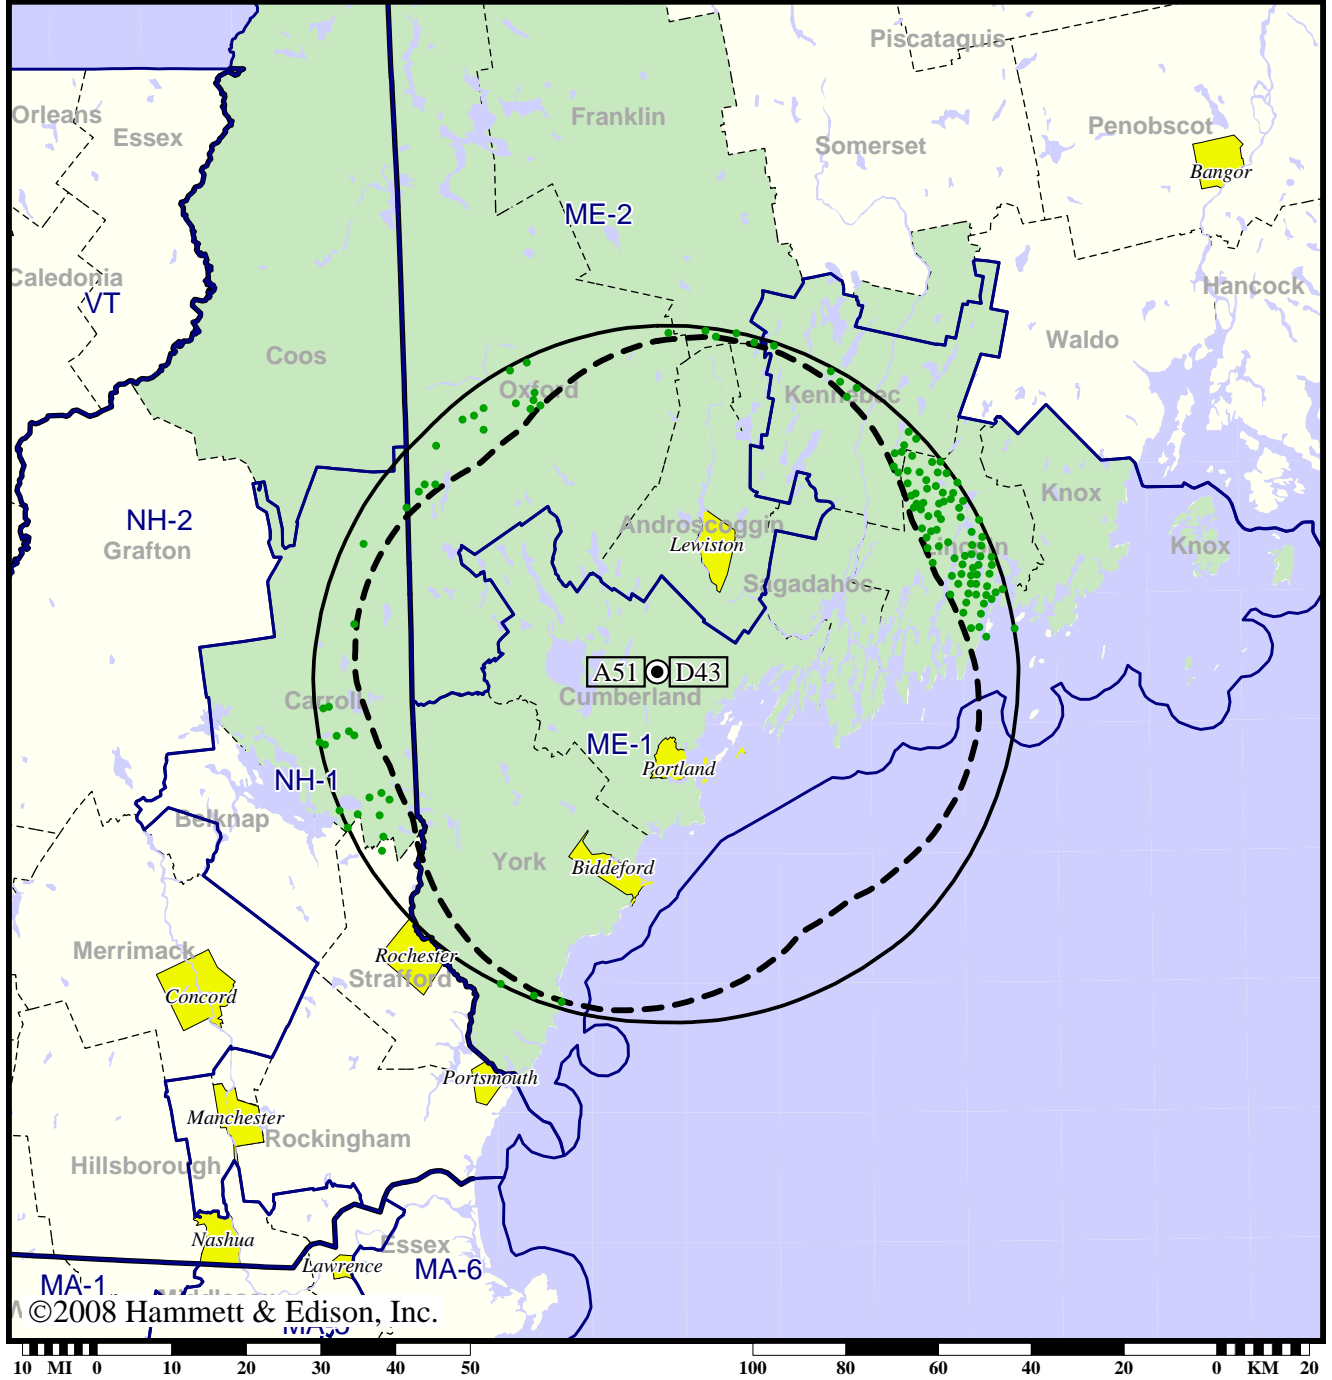 Piscataquis
Orleans
Essex
Franklin
Somerset
Penobscot
Bangor
ME-2
Caledonia
VT
Hancock
Coos
Waldo
Oxford
Kennebec
Knox
NH-2
Grafton
Androscoggin
Lewiston
Lincoln
Knox
Sagadahoc
A51 D43
Carroll
Cumberland
ME-1
Portland
NH-1
Belknap
York
Biddeford
Merrimack
Rochester
Strafford
Concord
Portsmouth
Manchester
Rockingham
Hillsborough
Nashua
Essex
Lawrence
MA-6
MA-1
©2008 Hammett & Edison, Inc.
10 MI 0 10 20 30 40 50 100 80 60 40 20 0 KM 20